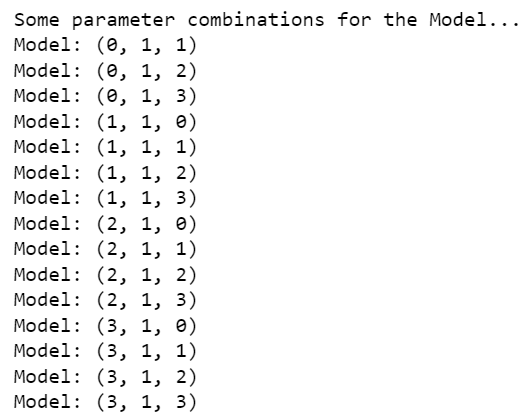 Some parameter combinations for the Model...
Model: (0, 1, 1)
Model: (0, 1, 2)
Model: (0, 1, 3)
Model: (1, 1, 0)
Model: (1, 1, 1)
Model: (1, 1, 2)
Model: (1, 1, 3)
Model: (2, 1, 0)
Model: (2, 1, 1)
Model: (2, 1, 2)
Model: (2, 1, 3)
Model: (3, 1, 0)
Model: (3, 1, 1)
Model: (3, 1, 2)
Model: (3, 1, 3)